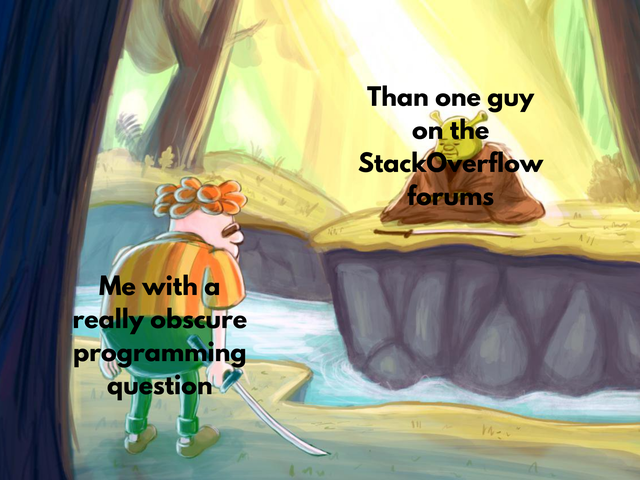 Than one guy
on the
StackOverflow
forums
Me with a
really obscure
programming
question